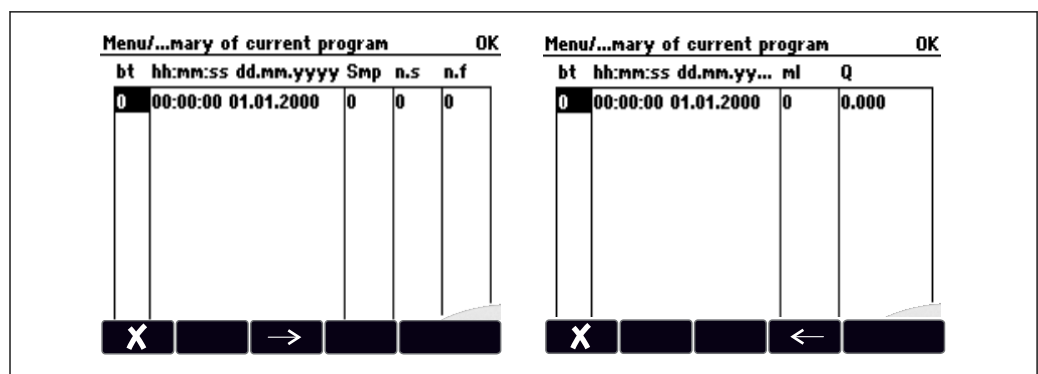 Menu/...mary of current program OK
bt hh:mm:ss dd.mm.yyyy Smp n.s n.f
0 00:00:00 01.01.2000 0 0 0
Menu/...mary of current program OK
bt hh:mm:ss dd.mm.yy... ml Q
0 00:00:00 01.01.2000 0 0.000